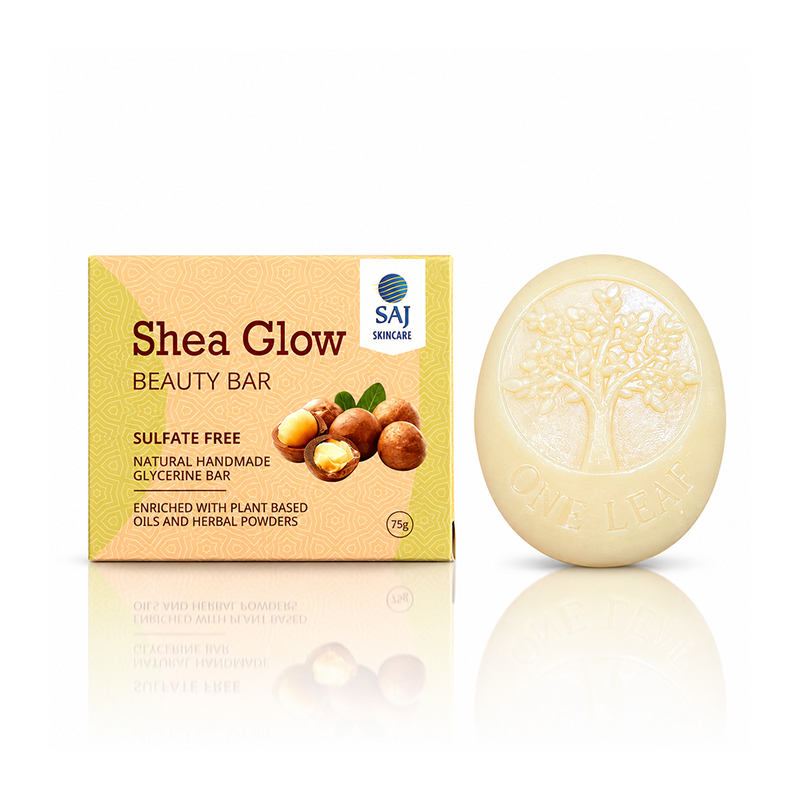 SAJ
SKINCARE
Shea Glow
BEAUTY BAR
SULFATE FREE
NATURAL HANDMADE
GLYCERINE BAR
ENRICHED WITH PLANT BASED
OILS AND HERBAL POWDERS
75g
ONE LEAF